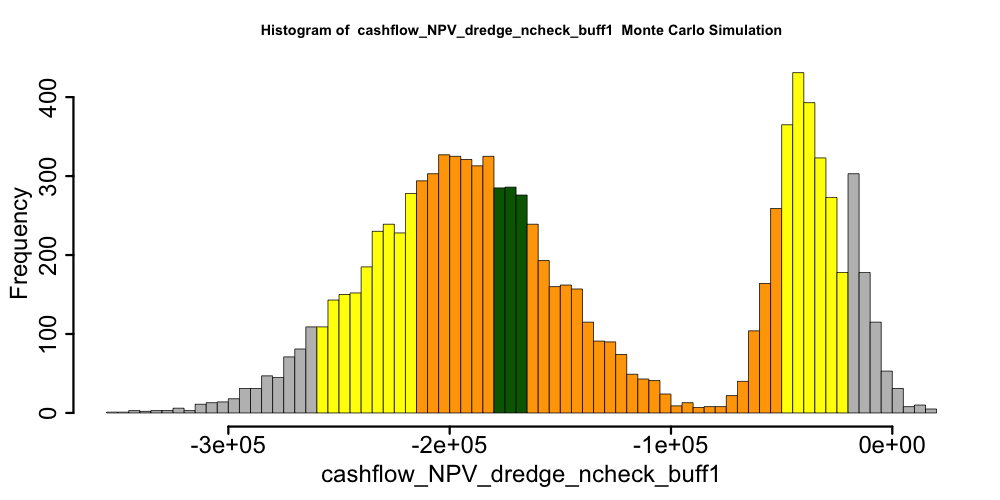 Histogram of  cashflow_NPV_dredge_ncheck_buff1  Monte Carlo Simulation
Frequency
400
300
200
100
0
-3e+05 -2e+05 -1e+05 0e+00
cashflow_NPV_dredge_ncheck_buff1